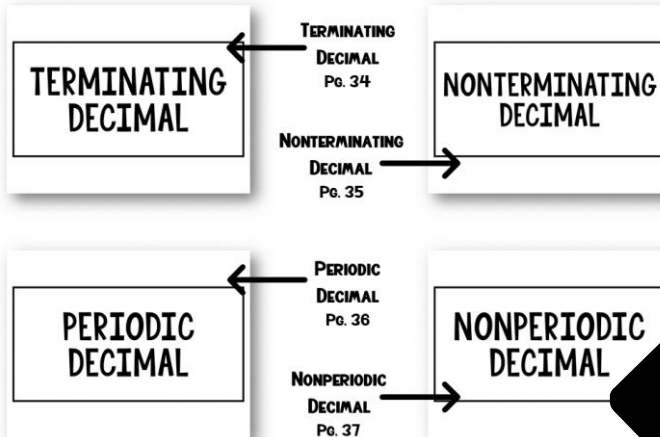 TERMINATING
DECIMAL
TERMINATING
DECIMAL
PG. 34
NONTERMINATING
DECIMAL
NONTERMINATING
DECIMAL
PG. 35
PERIODIC
DECIMAL
PERIODIC
DECIMAL
PG. 36
NONPERIODIC
DECIMAL
NONPERIODIC
DECIMAL
PG. 37